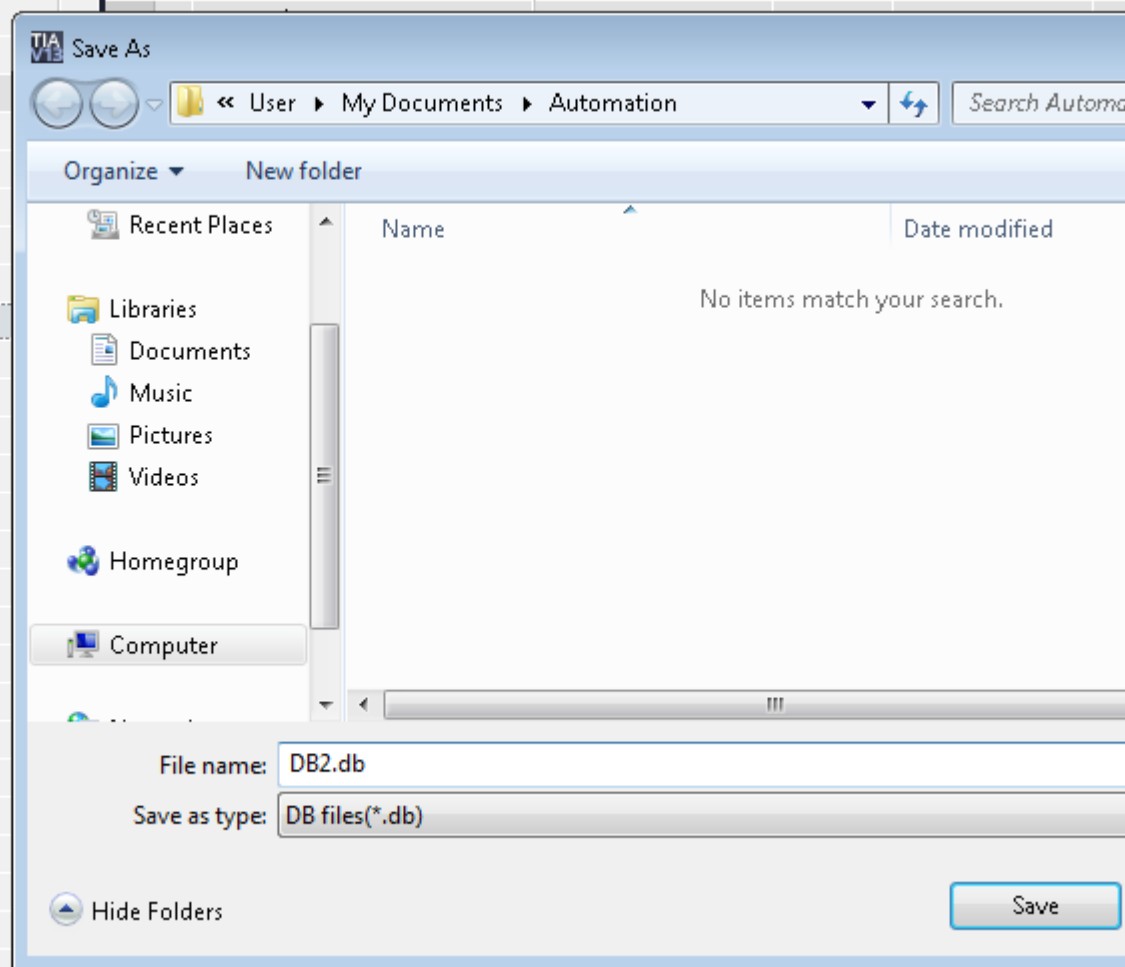 TIA V13 Save As
« User ▸ My Documents ▸ Automation
Search Automa
Organize
New folder
Recent Places
Libraries
Documents
Music
Pictures
Videos
Homegroup
Computer
Name
Date modified
No items match your search.
File name: DB2.db
Save as type: DB files(*.db)
Hide Folders
Save